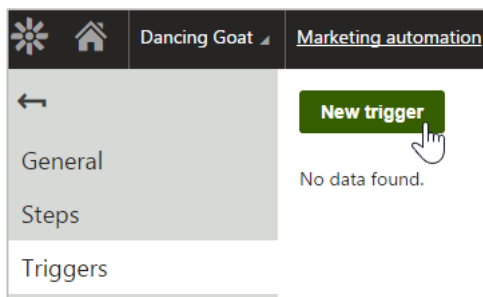 Dancing Goat Marketing automation
New trigger
General
No data found.
Steps
Triggers